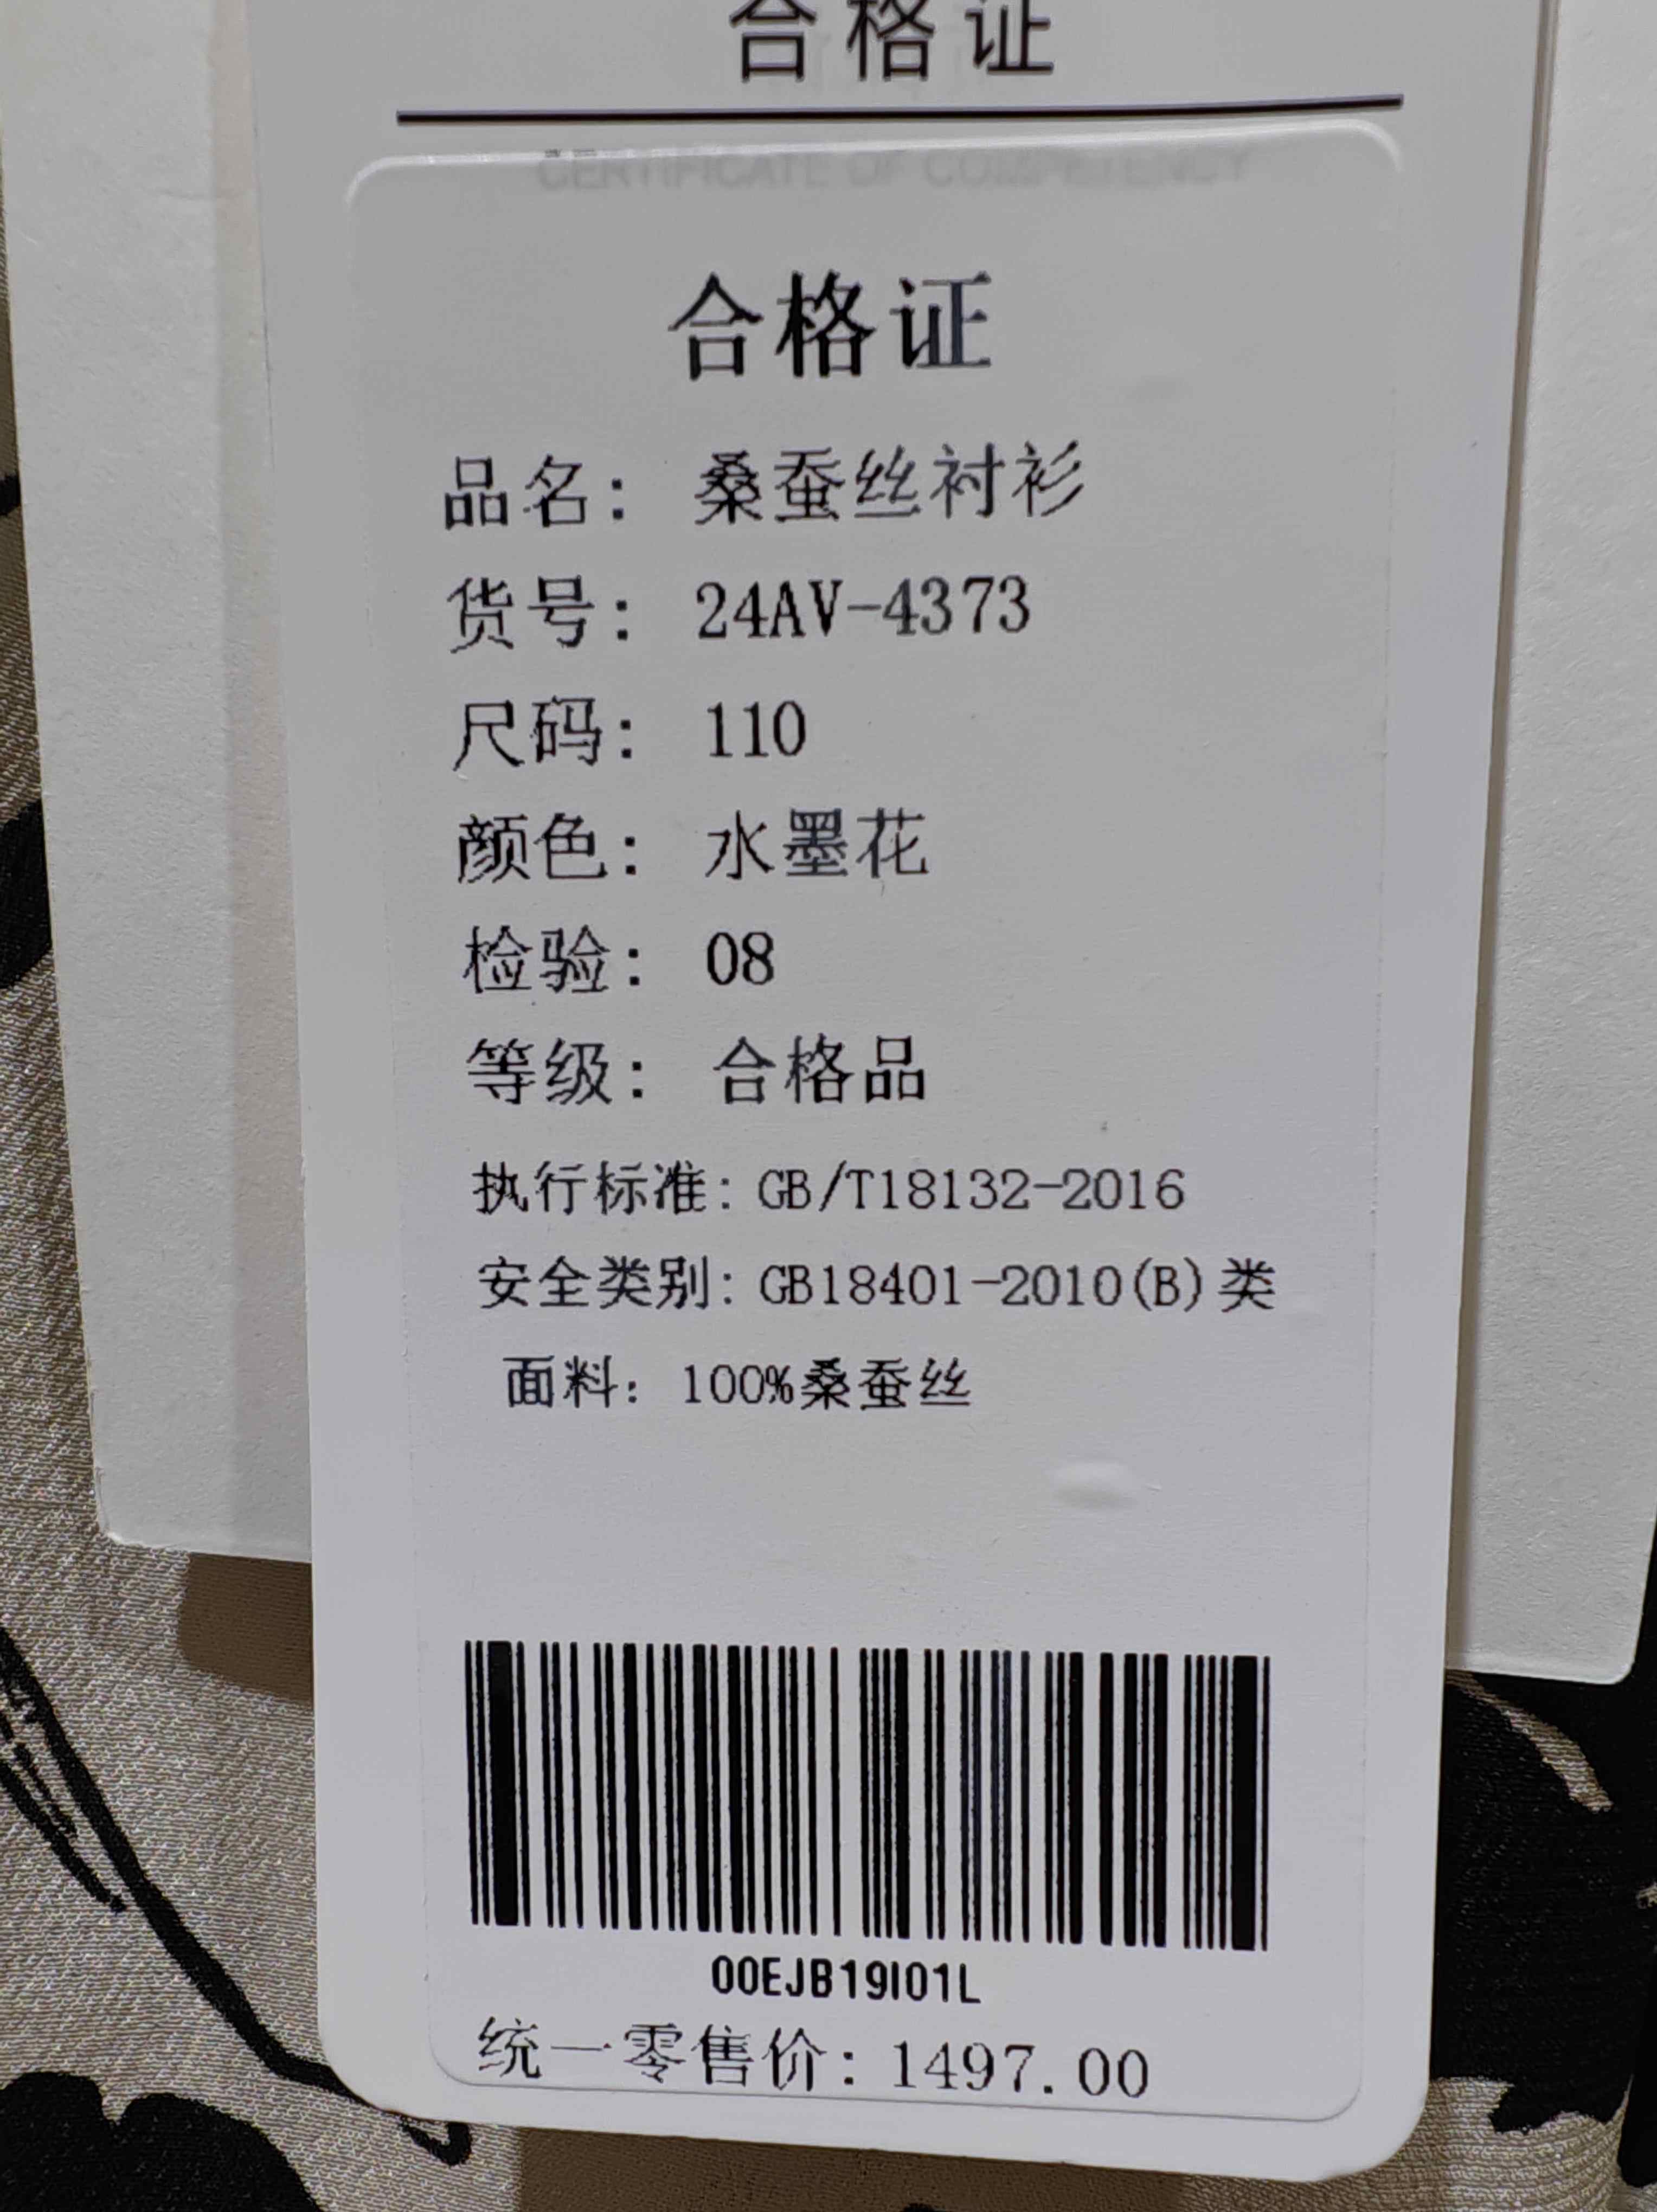 合格证
CERTIFICATE OF COMPETENCY
合格证
品名: 桑蚕丝衬衫
货号: 24AV-4373
尺码: 110
颜色: 水墨花
检验: 08
等级: 合格品
执行标准: GB/T18132-2016
安全类别: GB18401-2010(B)类
面料: 100%桑蚕丝
00EJB19I01L
统一零售价: 1497.00